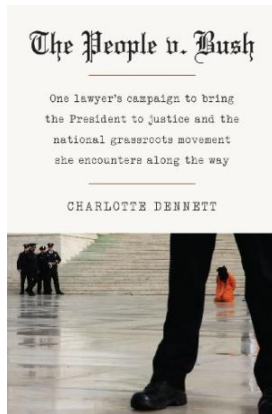 The People v. Bush
One lawyer's campaign to bring
the President to justice and the
national grassroots movement
she encounters along the way
CHARLOTTE DENNETT